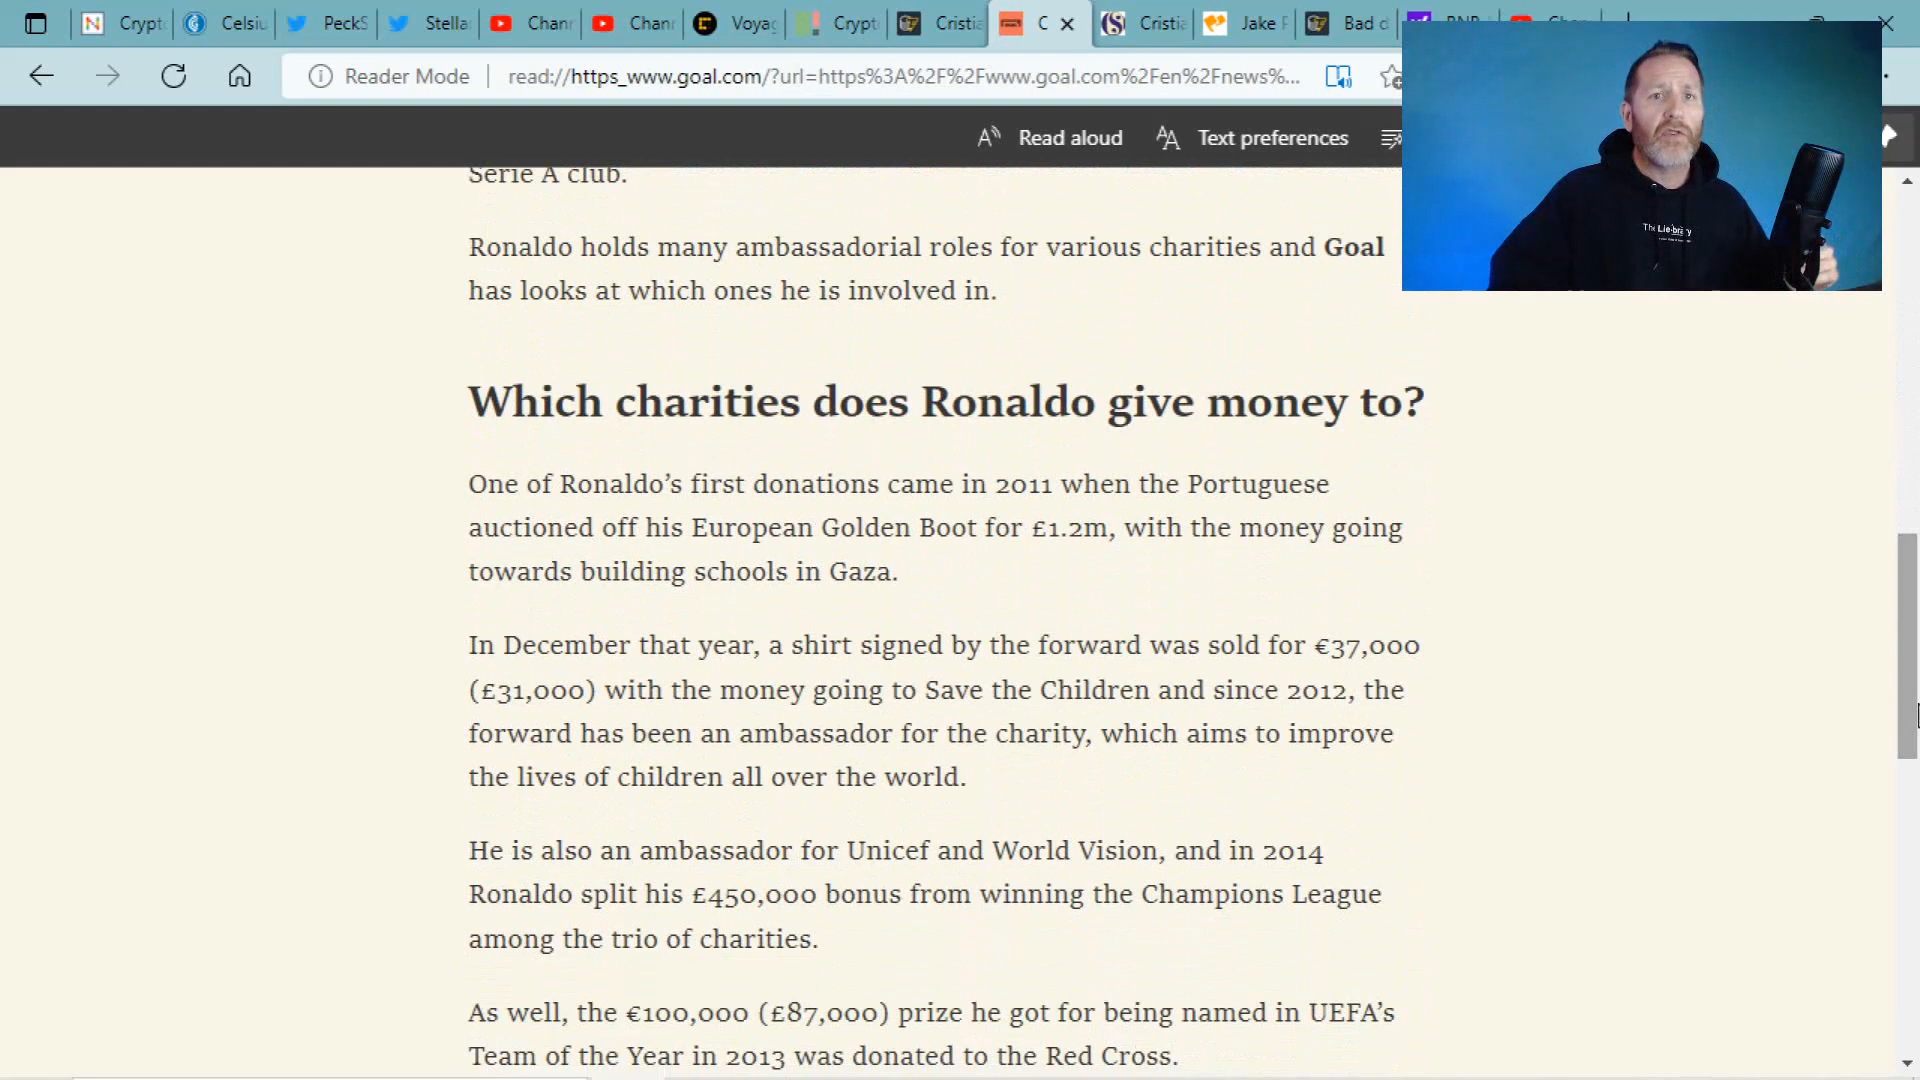 Crypt
Celsiu
PeckS
Stella
Chann
Chann
Voyag
Crypt
Cristia
C
Cristia
Jake P
Bad d
Reader Mode
read://https_www.goal.com/?url=https%3A%2F%2Fwww.goal.com%2Fen%2Fnews%...
Read aloud
Text preferences
Serie A club.
Ronaldo holds many ambassadorial roles for various charities and Goal
has looks at which ones he is involved in.
Which charities does Ronaldo give money to?
One of Ronaldo’s first donations came in 2011 when the Portuguese
auctioned off his European Golden Boot for £1.2m, with the money going
towards building schools in Gaza.
In December that year, a shirt signed by the forward was sold for €37,000
(£31,000) with the money going to Save the Children and since 2012, the
forward has been an ambassador for the charity, which aims to improve
the lives of children all over the world.
He is also an ambassador for Unicef and World Vision, and in 2014
Ronaldo split his £450,000 bonus from winning the Champions League
among the trio of charities.
As well, the €100,000 (£87,000) prize he got for being named in UEFA’s
Team of the Year in 2013 was donated to the Red Cross.